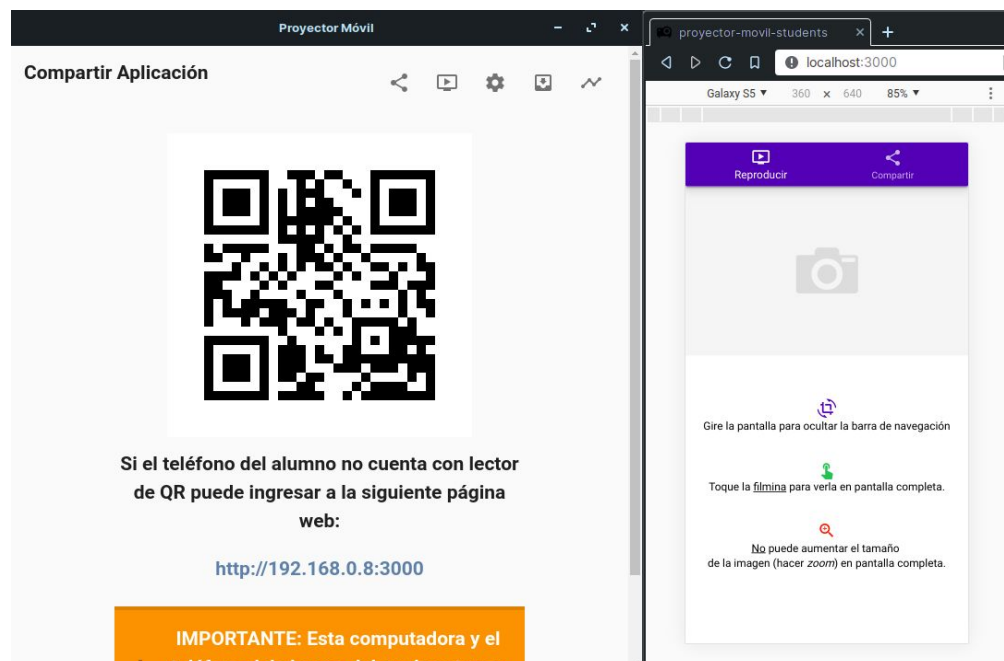 Proyector Móvil
Compartir Aplicación
Si el teléfono del alumno no cuenta con lector
de QR puede ingresar a la siguiente página
web:
http://192.168.0.8:3000
IMPORTANTE: Esta computadora y el
proyector-movil-students
localhost:3000
Galaxy S5 ▼ 360 x 640 85% ▼
Reproducir
Compartir
Gire la pantalla para ocultar la barra de navegación
Toque la filmina para verla en pantalla completa.
No puede aumentar el tamaño
de la imagen (hacer zoom) en pantalla completa.